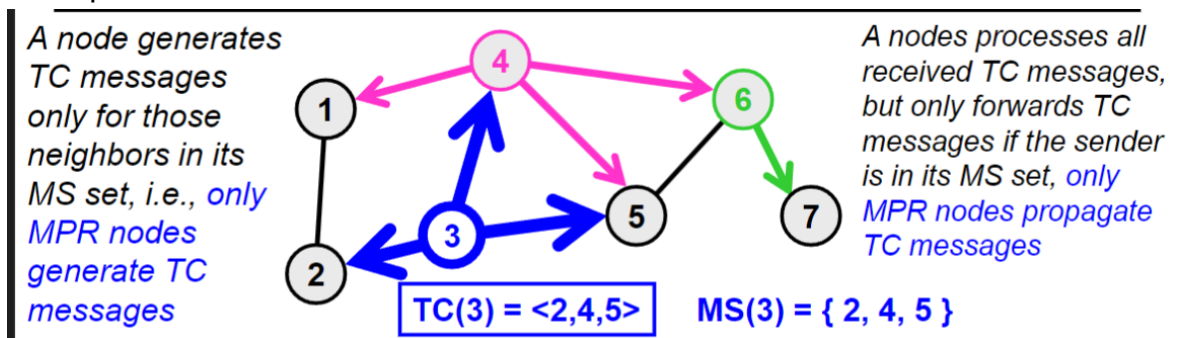 A node generates
TC messages
only for those
neighbors in its
MS set, i.e., only
MPR nodes
generate TC
messages
4
1
6
3
5
7
2
A nodes processes all
received TC messages,
but only forwards TC
messages if the sender
is in its MS set, only
MPR nodes propagate
TC messages
TC(3) = <2,4,5>
MS(3) = { 2, 4, 5 }